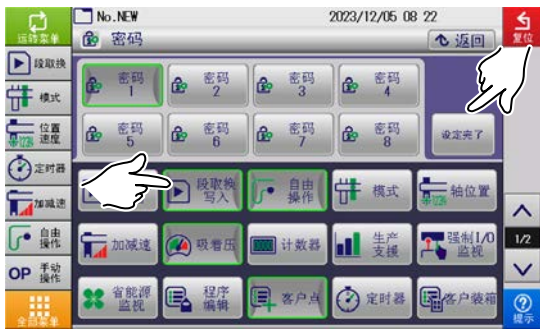 No.NEW 2023/12/05 08 22
密码
返回
复位
运转菜单
段取换
模式
位置
速度
定时器
加减速
自由
操作
OP 手动
操作
全部菜单
密码
1
密码
2
密码
3
密码
4
密码
5
密码
6
密码
7
密码
8
设定完了
段取换
写入
自由
操作
模式
轴位置
加减速
吸着压
计数器
生产
支援
强制I/O
监视
省能源
监视
程序
编辑
客户点
定时器
客户装箱
1/2
提示